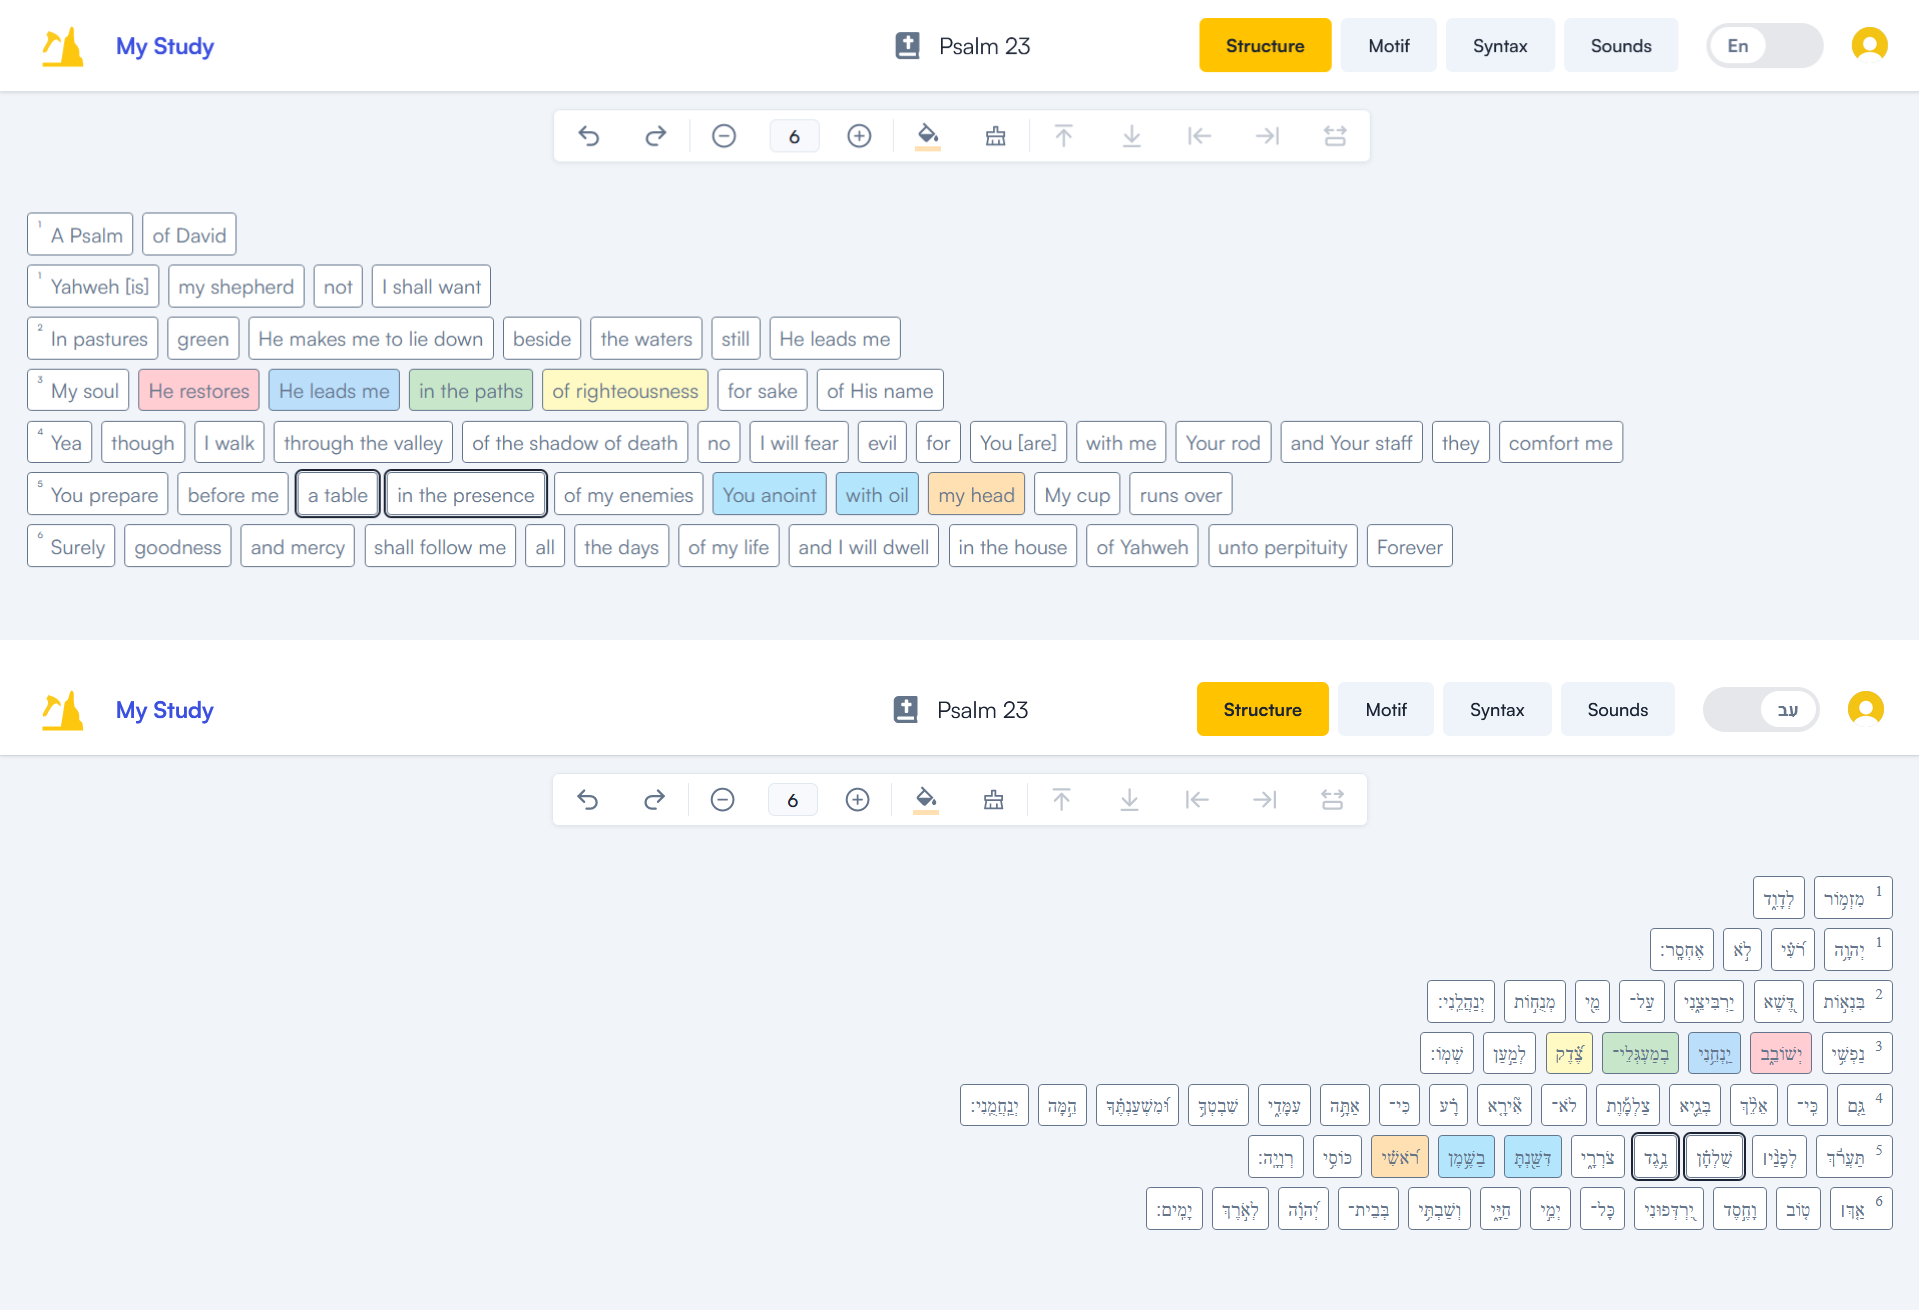 My Study Psalm 23 Structure Motif Syntax Sounds En
6
1 A Psalm of David
1 Yahweh [is] my shepherd not I shall want
2 In pastures green He makes me to lie down beside the waters still He leads me
3 My soul He restores He leads me in the paths of righteousness for sake of His name
4 Yea though I walk through the valley of the shadow of death no I will fear evil for You [are] with me Your rod and Your staff they comfort me
5 You prepare before me a table in the presence of my enemies You anoint with oil my head My cup runs over
6 Surely goodness and mercy shall follow me all the days of my life and I will dwell in the house of Yahweh unto perpituity Forever
My Study Psalm 23 Structure Motif Syntax Sounds עב
6
1 מִזְמ֥וֹר לְדָוִ֑ד
1 יְהוָ֥ה רֹ֝עִ֗י לֹ֣א אֶחְסָֽר׃
2 בִּנְא֣וֹת דֶּ֭שֶׁא יַרְבִּיצֵ֑נִי עַל־ מֵ֖י מְנֻח֣וֹת יְנַהֲלֵֽנִי׃
3 נַפְשִׁ֥י יְשׁוֹבֵ֑ב יַֽנְחֵ֥נִי בְמַעְגְּלֵי־ צֶ֝֗דֶק לְמַ֣עַן שְׁמֽוֹ׃
4 גַּ֤ם כִּֽי־ אֵלֵ֨ךְ בְּגֵ֪יא צַלְמָ֡וֶת לֹא־ אִ֘ירָ֤א רָ֗ע כִּי־ אַתָּ֥ה עִמָּדִ֑י שִׁבְטְךָ֥ וּ֝מִשְׁעַנְתֶּ֗ךָ הֵ֣מָּה יְנַֽחֲמֻֽנִי׃
5 תַּעֲרֹ֬ךְ לְפָנַ֨י׀ שֻׁלְחָ֗ן נֶ֥גֶד צֹרְרָ֑י דִּשַּׁ֖נְתָּ בַשֶּׁ֥מֶן רֹ֝אשִׁ֗י כּוֹסִ֥י רְוָיָֽה׃
6 אַ֤ךְ׀ ט֤וֹב וָחֶ֣סֶד יִ֭רְדְּפוּנִי כָּל־ יְמֵ֣י חַיָּ֑י וְשַׁבְתִּ֥י בְּבֵית־ יְ֝הוָ֗ה לְאֹ֣רֶךְ יָמִֽים׃